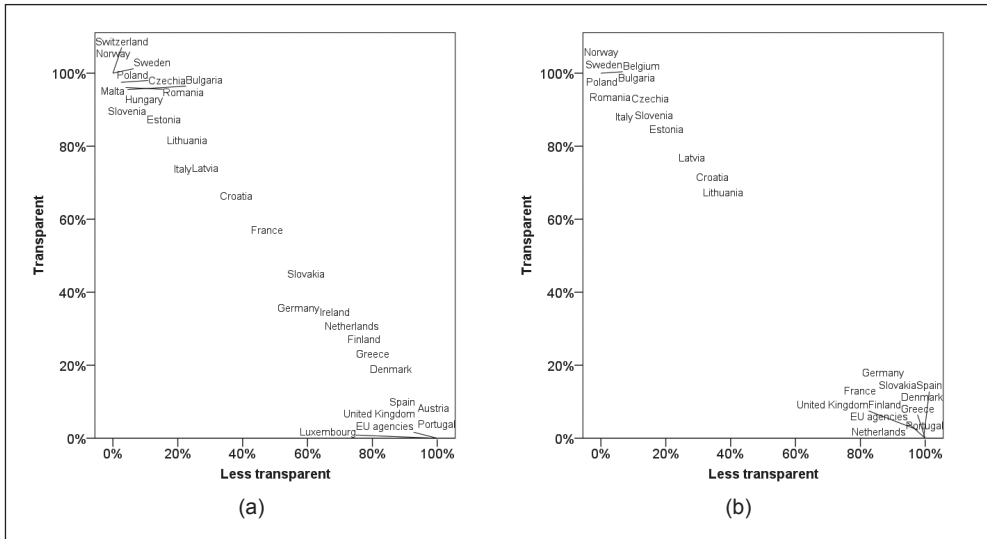 Switzerland
Norway
Sweden
100%
Poland Czechia Bulgaria
Malta Romania
Hungary
Slovenia
Estonia
Lithuania
80%
Italy Latvia
Croatia
60%
France
Slovakia
40%
Germany Ireland
Netherlands
Finland
Greece
20%
Denmark
Spain
Austria
United Kingdom
EU agencies Portugal
Luxembourg
0%
0% 20% 40% 60% 80% 100%
Transparent
Less transparent
(a)
Norway
Sweden Belgium
100%
Poland Bulgaria
Romania Czechia
Italy Slovenia
Estonia
80%
Latvia
Croatia
Lithuania
60%
40%
20%
Germany
Slovakia Spain
France
Denmark
United Kingdom Finland Greece
EU agencies
Portugal
Netherlands
0%
0% 20% 40% 60% 80% 100%
Transparent
Less transparent
(b)